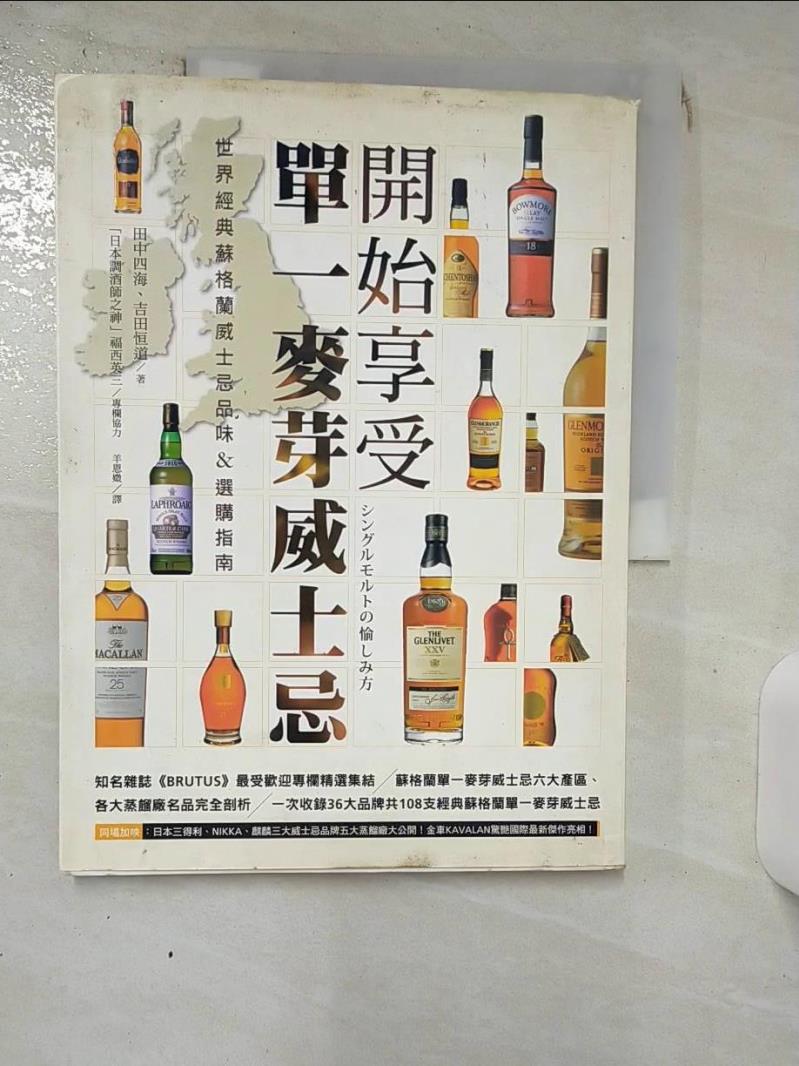 開始享受
單一麥芽威士忌
シングルモルトの愉しみ方
世界經典蘇格蘭威士忌品味&選購指南
田中四海、吉田恒道／著
「日本調酒師之神」福西英三／專欄協力
羊恩媺／譯
BOWMORE
ISLAY
SINGLE MALT
18
GLENMORANGIE
GLENMO
ORIGI
LAPHROAIG
QUARTER CASK
THE
GLENLIVET
XXV
The
MACALLAN
25
知名雜誌《BRUTUS》最受歡迎專欄精選集結／蘇格蘭單一麥芽威士忌六大產區、
各大蒸餾廠名品完全剖析／一次收錄36大品牌共108支經典蘇格蘭單一麥芽威士忌
同場加映：日本三得利、NIKKA、麒麟三大威士忌品牌五大蒸餾廠大公開！金車KAVALAN驚艷國際最新傑作亮相！